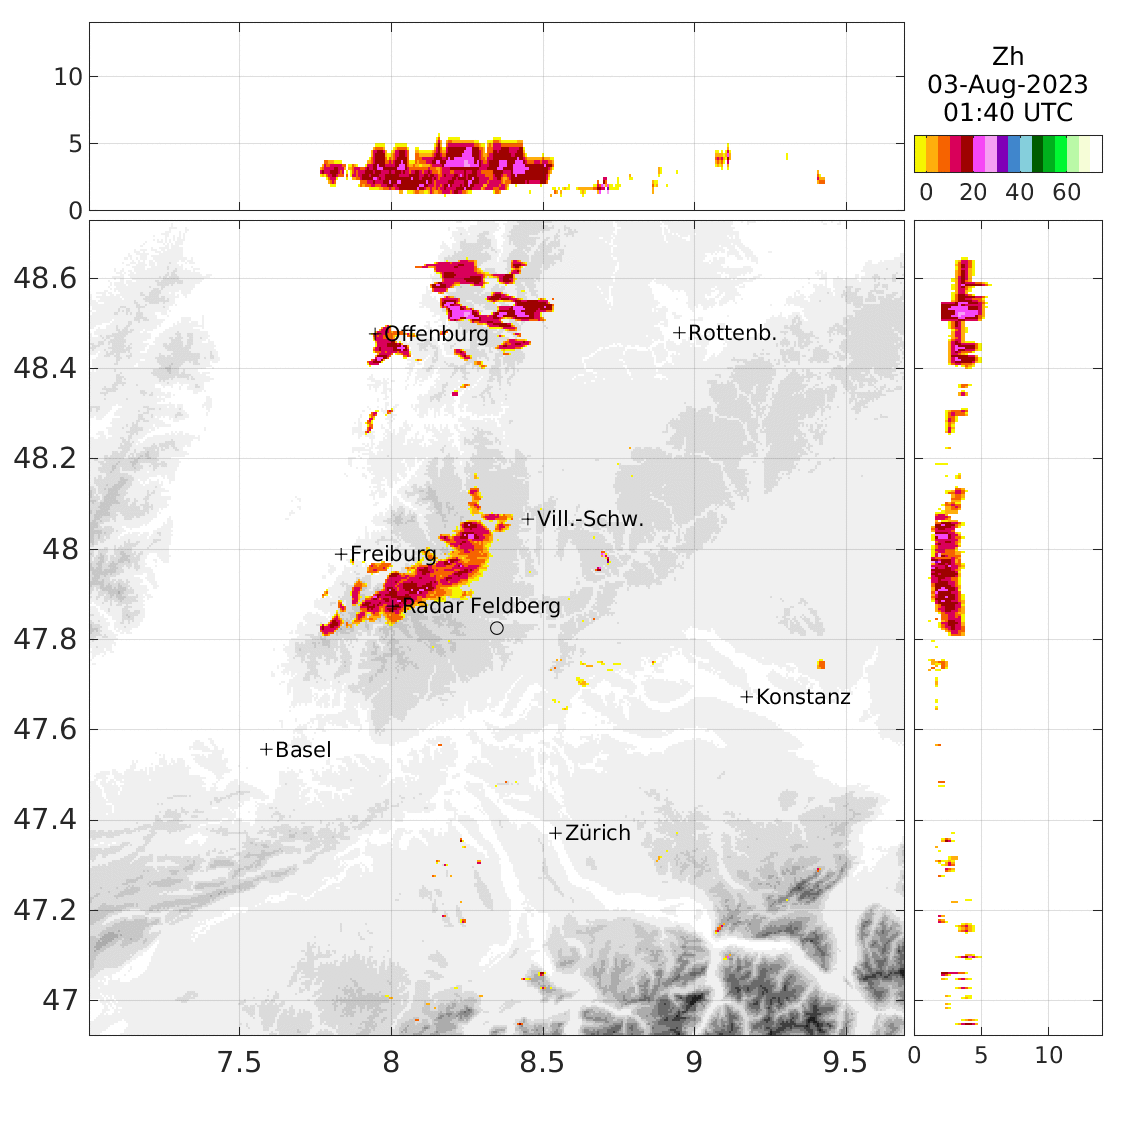 10
5
0
Zh
03-Aug-2023
01:40 UTC
0 20 40 60
48.6
48.4
48.2
48
47.8
47.6
47.4
47.2
47
Offenburg
Rottenb.
Vill.-Schw.
Freiburg
Radar Feldberg
Konstanz
Basel
Zürich
7.5 8 8.5 9 9.5
0 5 10